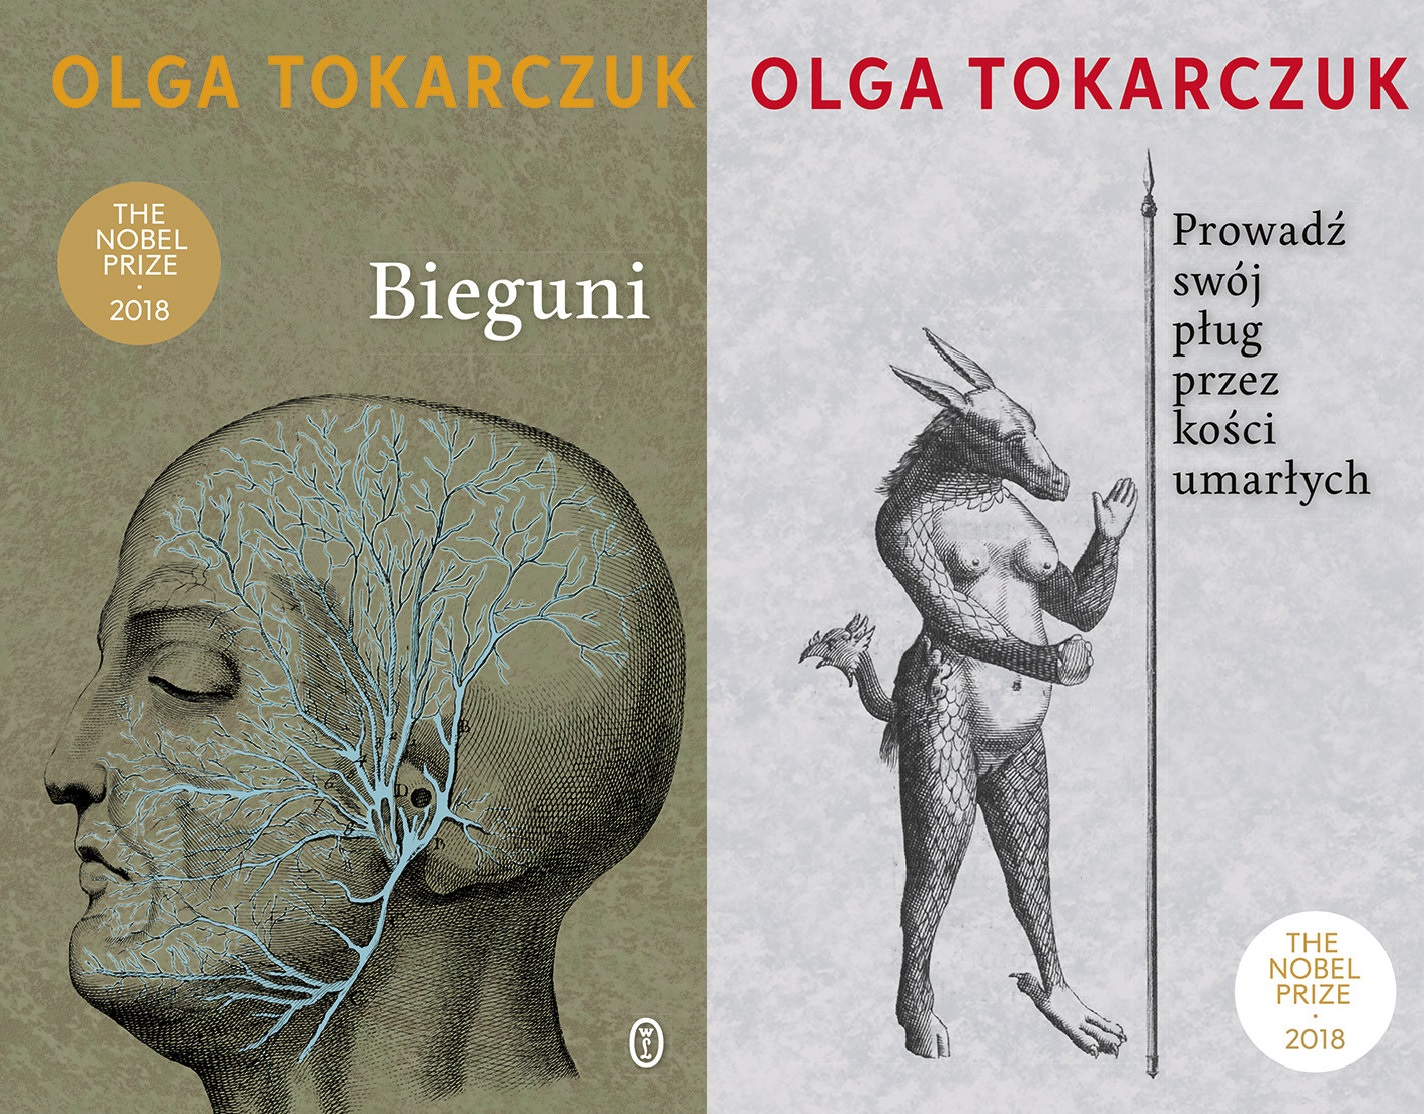 OLGA TOKARCZUK
THE
NOBEL
PRIZE
·
2018
Bieguni
D
B
OLGA TOKARCZUK
Prowadź
swój
pług
przez
kości
umarłych
THE
NOBEL
PRIZE
·
2018